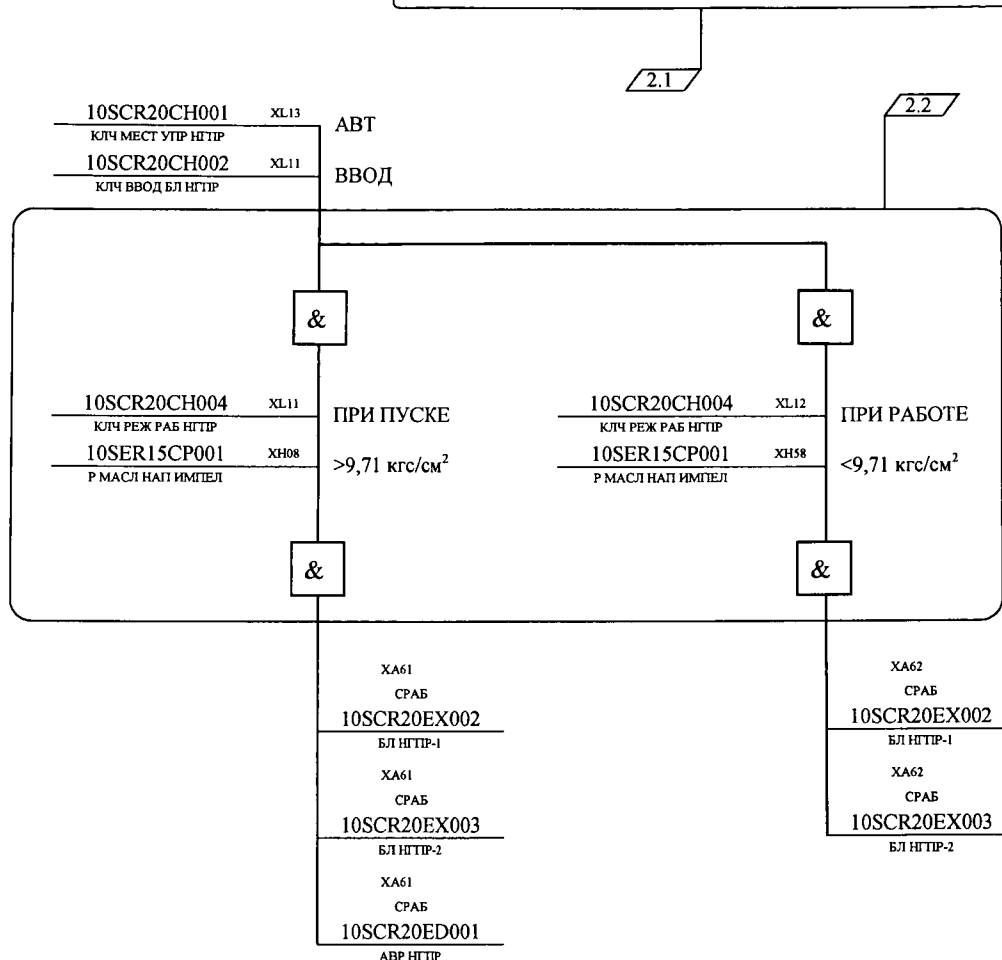 2.1
2.2
10SCR20CH001 XL13 АВТ
КЛЧ МЕСТ УПР НГПР
10SCR20CH002 XL11 ВВОД
КЛЧ ВВОД БЛ НГПР
&
&
10SCR20CH004 XL11 ПРИ ПУСКЕ
КЛЧ РЕЖ РАБ НГПР
10SER15CP001 XH08 >9,71 кгс/см²
Р МАСЛ НАП ИМПЕЛ
10SCR20CH004 XL12 ПРИ РАБОТЕ
КЛЧ РЕЖ РАБ НГПР
10SER15CP001 XH58 <9,71 кгс/см²
Р МАСЛ НАП ИМПЕЛ
&
&
XA61
СРАБ
10SCR20EX002
БЛ НГПР-1
XA61
СРАБ
10SCR20EX003
БЛ НГПР-2
XA61
СРАБ
10SCR20ED001
АВР НГПР
XA62
СРАБ
10SCR20EX002
БЛ НГПР-1
XA62
СРАБ
10SCR20EX003
БЛ НГПР-2